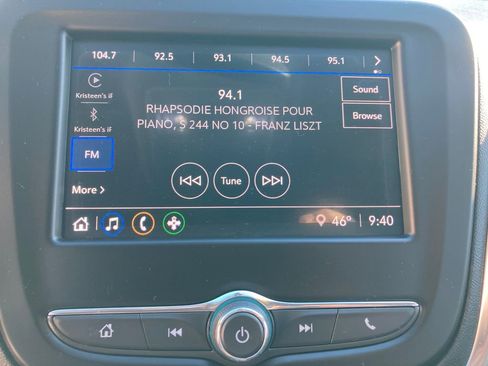 104.7 92.5 93.1 94.5 95.1 >
Kristeen's iF
94.1
Sound
RHAPSODIE HONGROISE POUR
PIANO, S 244 NO 10 - FRANZ LISZT
Browse
Kristeen's iF
FM
Tune
More >
46° 9:40